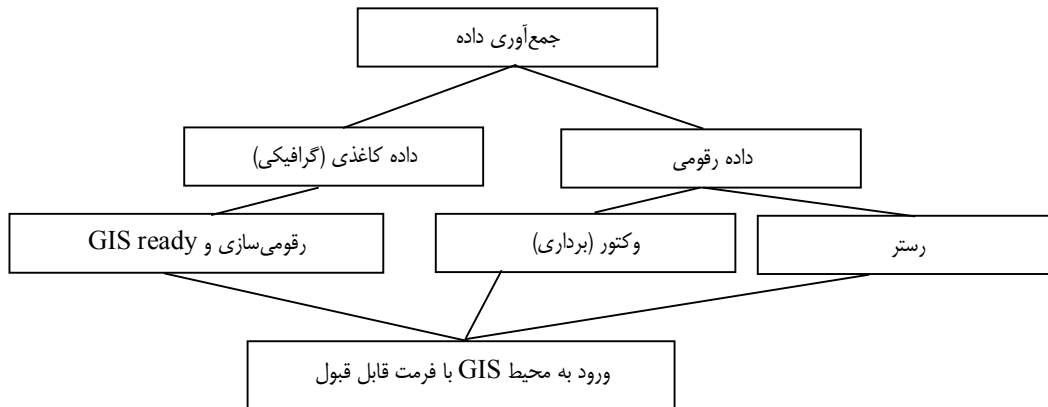 جمع‌آوری داده
داده رقومی
داده کاغذی (گرافیکی)
رستر
وکتور (برداری)
رقومی‌سازی و GIS ready
ورود به محیط GIS با فرمت قابل قبول